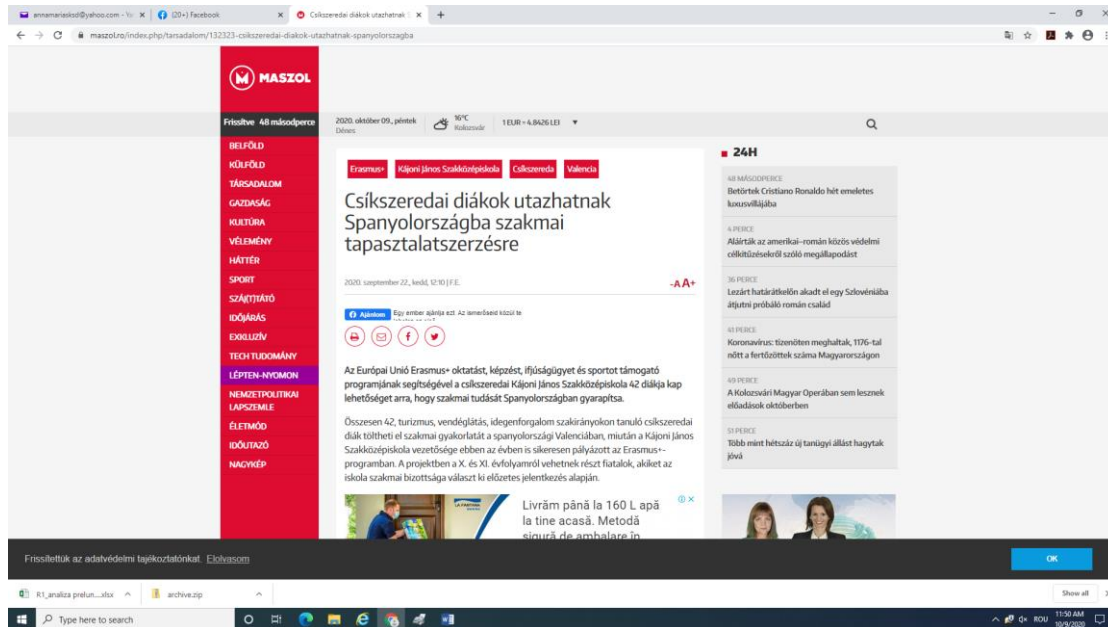 annamariasksd@yahoo.com - Ya
(20+) Facebook
Csíkszeredai diákok utazhatnak S
maszol.ro/index.php/tarsadalom/132323-csikszeredai-diakok-utazhatnak-spanyolorszagba
MASZOL
Frissítve 48 másodperce
2020. október 09., péntek
Dénes
16°C
Kolozsvár
1 EUR = 4.8426 LEI
BELFÖLD
KÜLFÖLD
TÁRSADALOM
GAZDASÁG
KULTÚRA
VÉLEMÉNY
HÁTTÉR
SPORT
SZÁ(T)TÁTÓ
IDŐJÁRÁS
EXKLUZÍV
TECH TUDOMÁNY
LÉPTEN-NYOMON
NEMZETPOLITIKAI
LAPSZEMLE
ÉLETMÓD
IDŐUTAZÓ
NAGYKÉP
Erasmus+ Kájoni János Szakközépiskola Csíkszereda Valencia
Csíkszeredai diákok utazhatnak
Spanyolországba szakmai
tapasztalatszerzésre
2020. szeptember 22., kedd, 12:10 | F.E.
-A A+
Ajánlom
Egy ember ajánlja ezt. Az ismerőseid közül te
Az Európai Unió Erasmus+ oktatást, képzést, ifjúságügyet és sportot támogató
programjának segítségével a csíkszeredai Kájoni János Szakközépiskola 42 diákja kap
lehetőséget arra, hogy szakmai tudását Spanyolországban gyarapítsa.
Összesen 42, turizmus, vendéglátás, idegenforgalom szakirányokon tanuló csíkszeredai
diák töltheti el szakmai gyakorlatát a spanyolországi Valenciában, miután a Kájoni János
Szakközépiskola vezetősége ebben az évben is sikeresen pályázott az Erasmus+-
programban. A projektben a X. és XI. évfolyamról vehetnek részt fiatalok, akiket az
iskola szakmai bizottsága választ ki előzetes jelentkezés alapján.
LA FANTANA
Livrăm până la 160 L apă
la tine acasă. Metodă
sigură de ambalare în
24H
48 MÁSODPERCE
Betörtek Cristiano Ronaldo hét emeletes
luxusvillájába
4 PERCE
Aláírták az amerikai–román közös védelmi
célkitűzésekről szóló megállapodást
36 PERCE
Lezárt határátkelőn akadt el egy Szlovéniába
átjutni próbáló román család
41 PERCE
Koronavírus: tizenöten meghaltak, 1176-tal
nőtt a fertőzöttek száma Magyarországon
49 PERCE
A Kolozsvári Magyar Operában sem lesznek
előadások októberben
51 PERCE
Több mint hétszáz új tanügyi állást hagytak
jóvá
Frissítettük az adatvédelmi tájékoztatónkat. Elolvasom
OK
R1_analiza prelun....xlsx
archive.zip
Show all
Type here to search
ROU
11:50 AM
10/9/2020